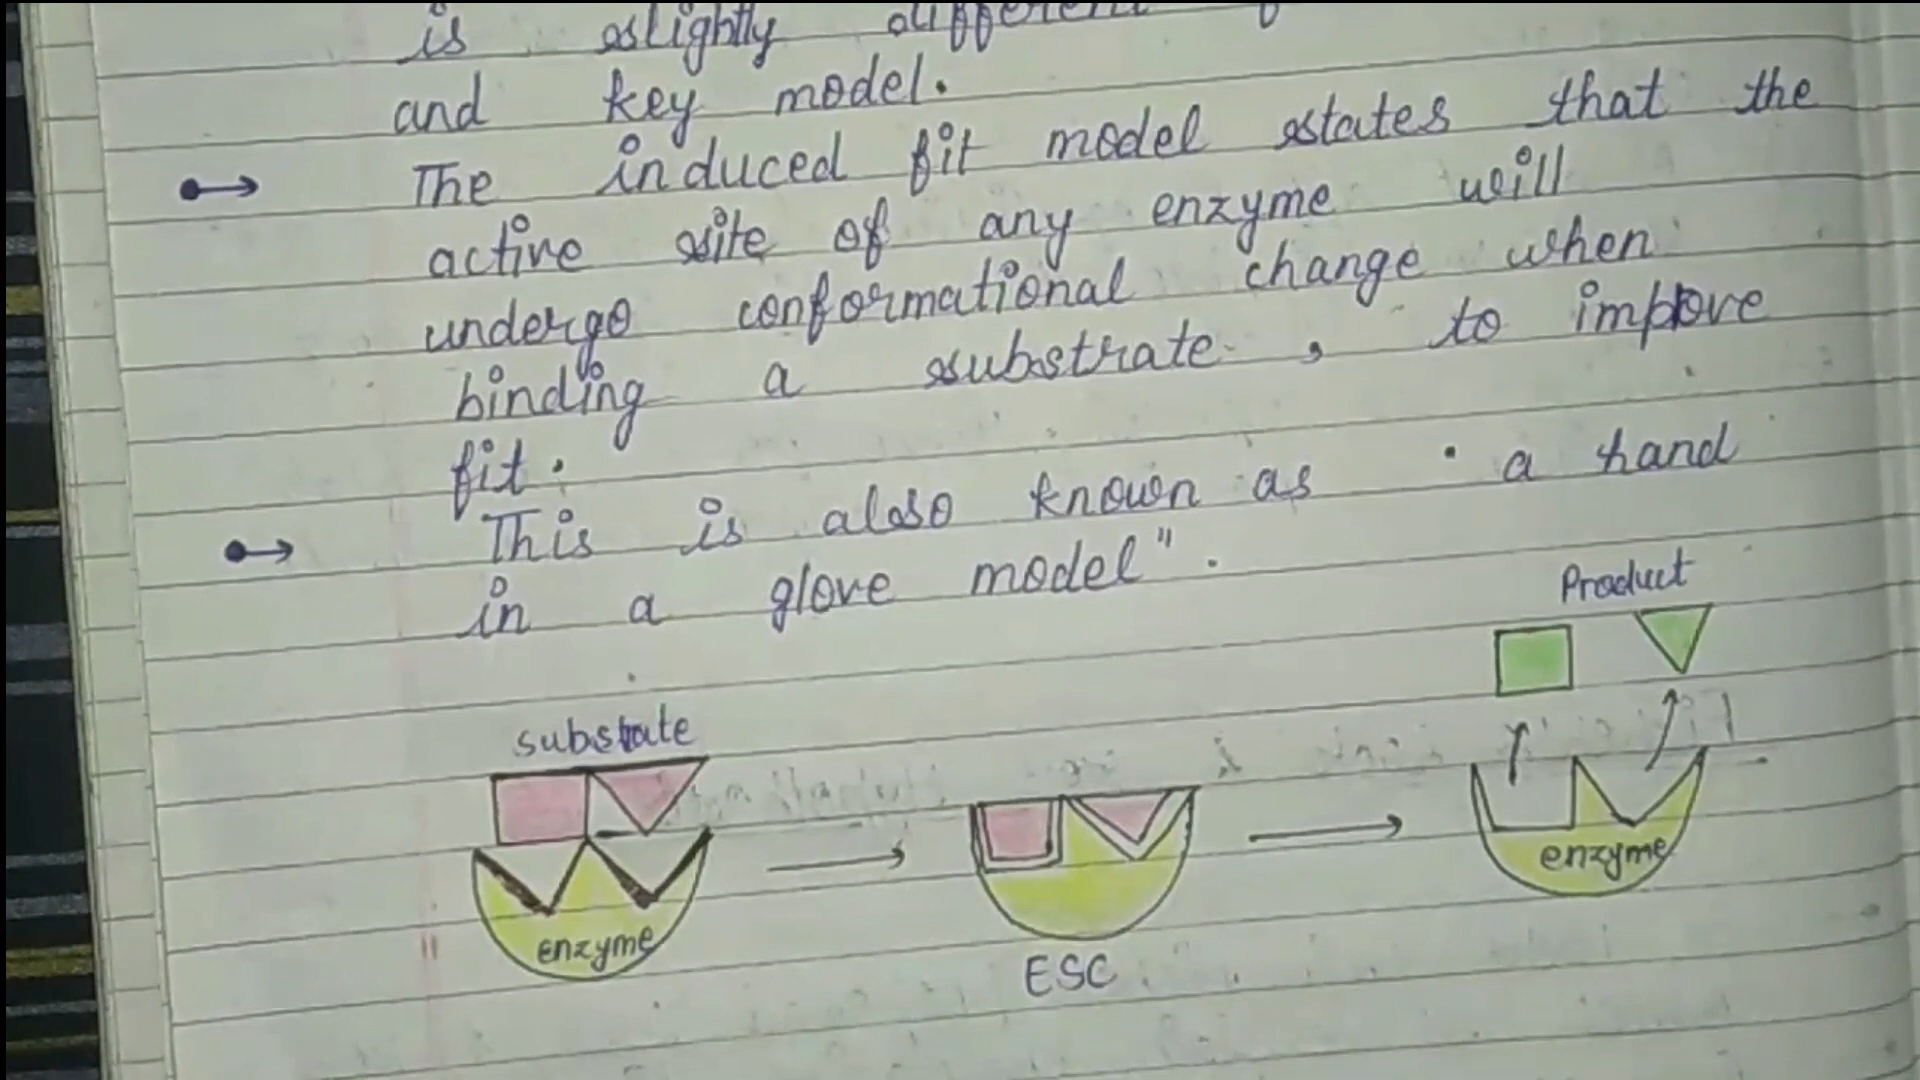 is slightly different
and key model.
The induced fit model states that the
active site of any enzyme will
undergo conformational change when
binding a substrate, to improve
fit.
This is also known as " a hand
in a glove model".
Product
substrate
enzyme
enzyme
ESC